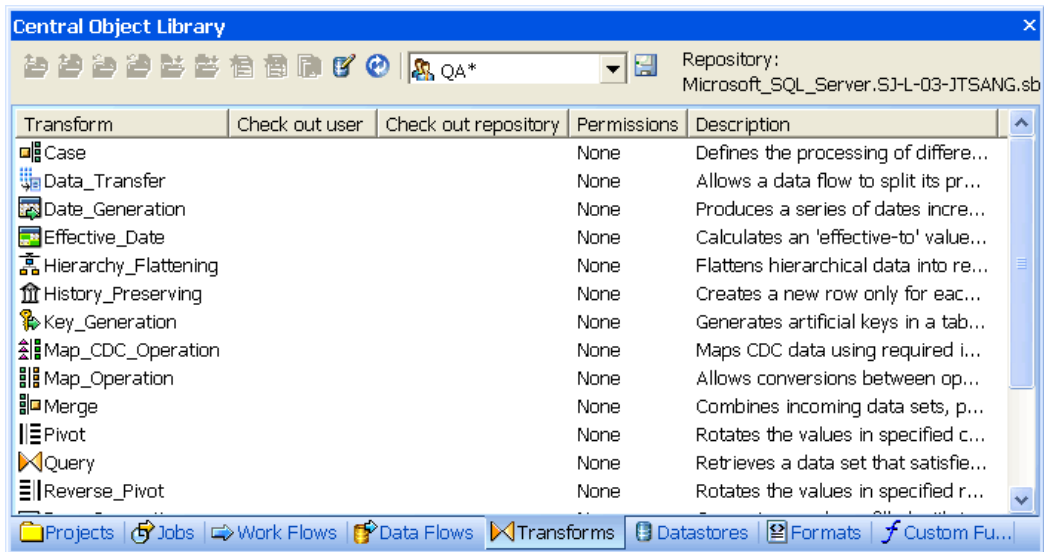 Central Object Library
QA*
Repository:
Microsoft_SQL_Server.SJ-L-03-JTSANG.sb
Transform Check out user Check out repository Permissions Description
Case None Defines the processing of differe...
Data_Transfer None Allows a data flow to split its pr...
Date_Generation None Produces a series of dates incre...
Effective_Date None Calculates an 'effective-to' value...
Hierarchy_Flattening None Flattens hierarchical data into re...
History_Preserving None Creates a new row only for eac...
Key_Generation None Generates artificial keys in a tab...
Map_CDC_Operation None Maps CDC data using required i...
Map_Operation None Allows conversions between op...
Merge None Combines incoming data sets, p...
Pivot None Rotates the values in specified c...
Query None Retrieves a data set that satisfie...
Reverse_Pivot None Rotates the values in specified r...
Projects Jobs Work Flows Data Flows Transforms Datastores Formats Custom Fu...